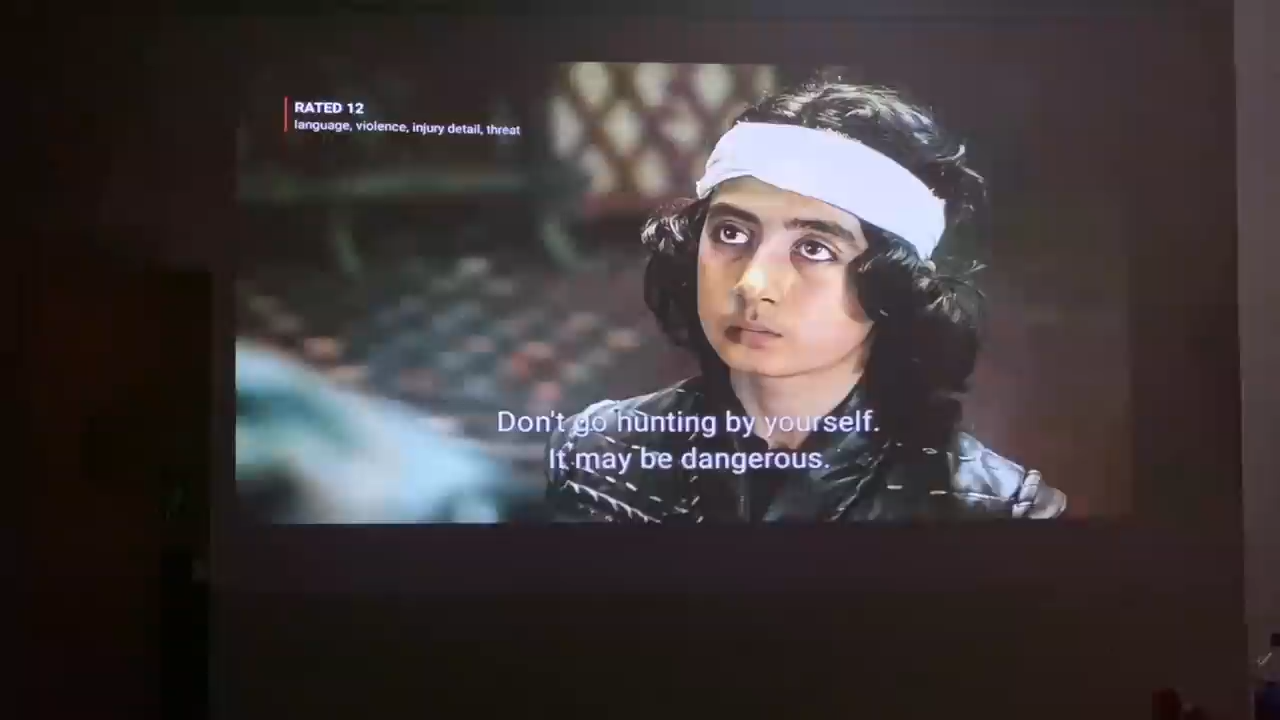 RATED 12
language, violence, injury detail, threat
Don't go hunting by yourself.
It may be dangerous.